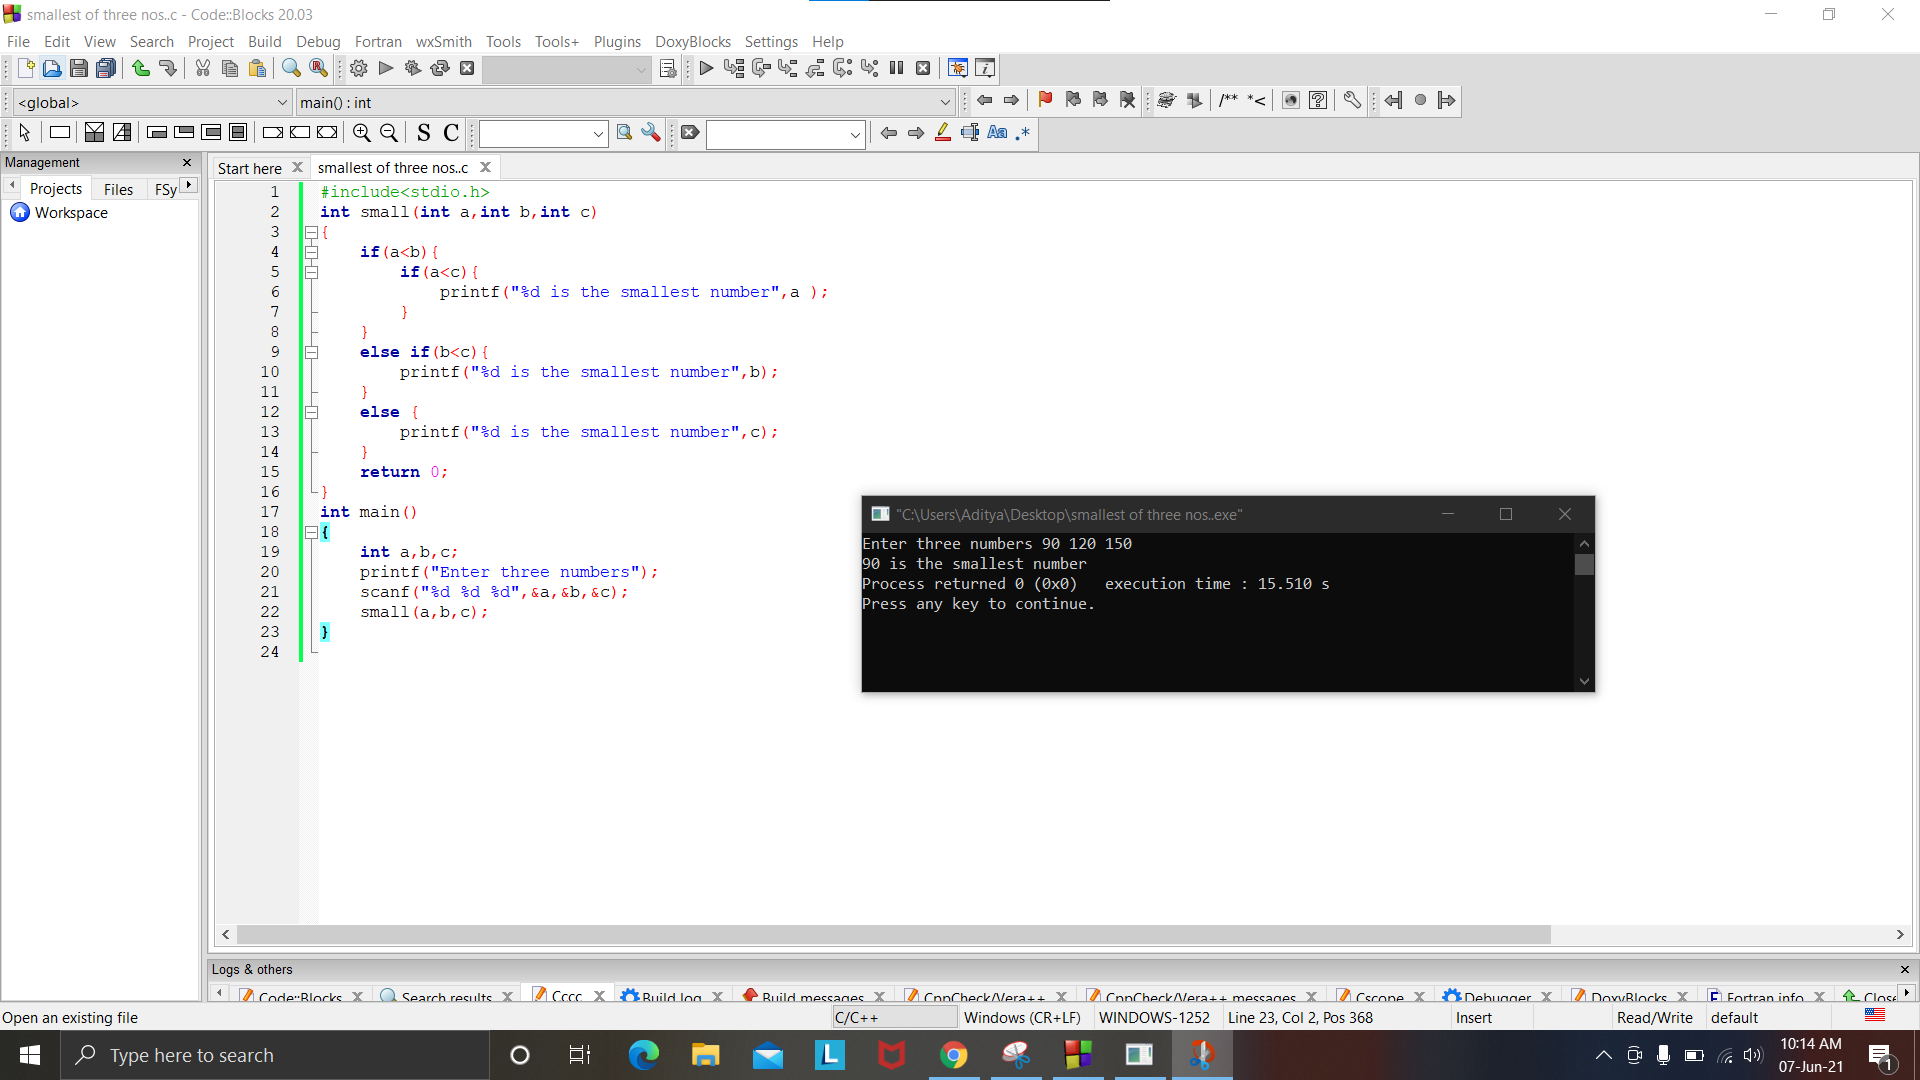 smallest of three nos..c - Code::Blocks 20.03
File Edit View Search Project Build Debug Fortran wxSmith Tools Tools+ Plugins DoxyBlocks Settings Help
<global> main() : int
/** *<
S C Aa .*
Management
Start here smallest of three nos..c
Projects Files FSy
Workspace
1 #include<stdio.h>
2 int small(int a,int b,int c)
3 {
4 if(a<b){
5 if(a<c){
6 printf("%d is the smallest number",a );
7 }
8 }
9 else if(b<c){
10 printf("%d is the smallest number",b);
11 }
12 else {
13 printf("%d is the smallest number",c);
14 }
15 return 0;
16 }
17 int main()
18 {
19 int a,b,c;
20 printf("Enter three numbers");
21 scanf("%d %d %d",&a,&b,&c);
22 small(a,b,c);
23 }
24
"C:\Users\Aditya\Desktop\smallest of three nos..exe"
Enter three numbers 90 120 150
90 is the smallest number
Process returned 0 (0x0)   execution time : 15.510 s
Press any key to continue.
Logs & others
Code::Blocks Search results Cccc Build log Build messages CppCheck/Vera++ CppCheck/Vera++ messages Cscope Debugger DoxyBlocks Fortran info Close
Open an existing file C/C++ Windows (CR+LF) WINDOWS-1252 Line 23, Col 2, Pos 368 Insert Read/Write default
Type here to search
L
10:14 AM
07-Jun-21
1